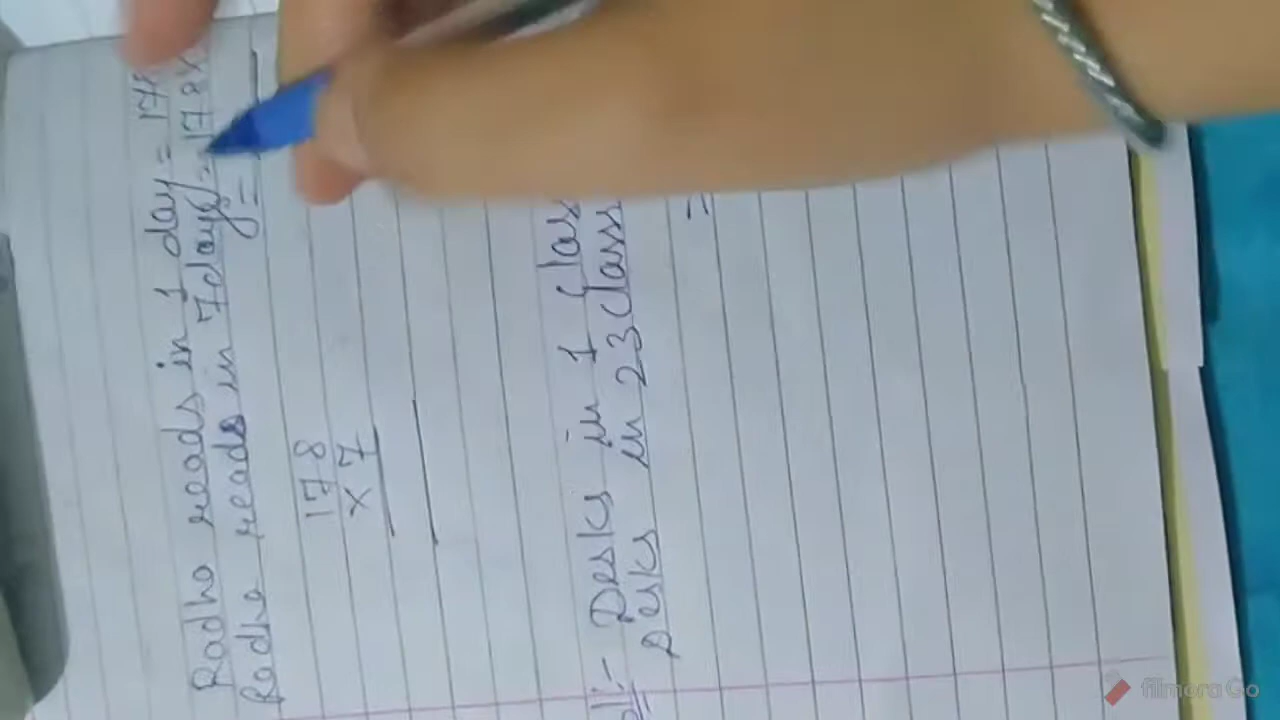 Radha reads in 1 day = 178
Radha reads in 7 days = 178 x
=
178
x 7
Desks in 1 Clas
Desks in 23 Class
=
filmora Go